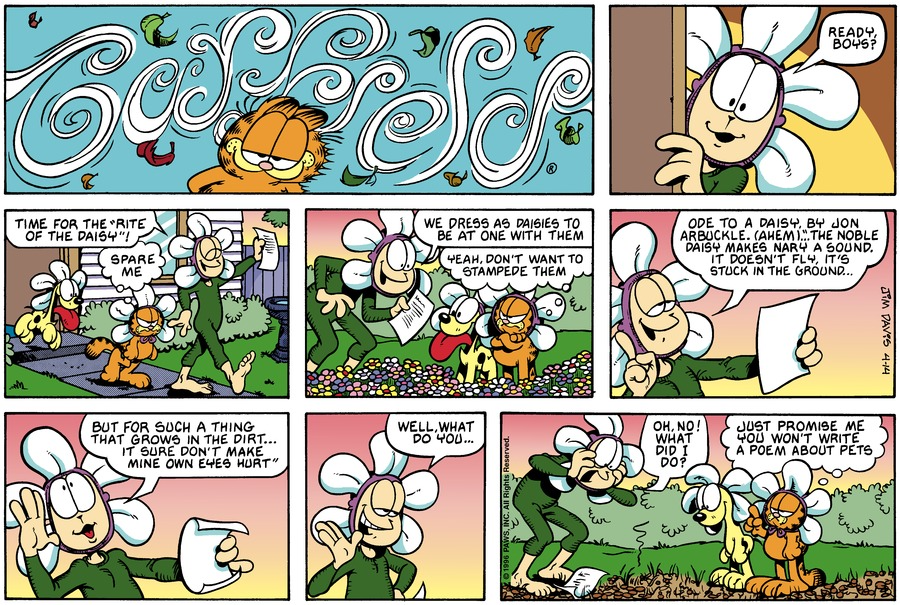 Garfield
®
READY,
BOYS?
TIME FOR THE "RITE
OF THE DAISY"!
SPARE
ME
WE DRESS AS DAISIES TO
BE AT ONE WITH THEM
YEAH, DON'T WANT TO
STAMPEDE THEM
ODE TO A DAISY, BY JON
ARBUCKLE. (AHEM)..."THE NOBLE
DAISY MAKES NARY A SOUND,
IT DOESN'T FLY, IT'S
STUCK IN THE GROUND...
JIM DAVIS 4-14
BUT FOR SUCH A THING
THAT GROWS IN THE DIRT...
IT SURE DON'T MAKE
MINE OWN EYES HURT"
WELL, WHAT
DO YOU...
© 1996 PAWS, INC. All Rights Reserved.
OH, NO!
WHAT
DID I
DO?
JUST PROMISE ME
YOU WON'T WRITE
A POEM ABOUT PETS